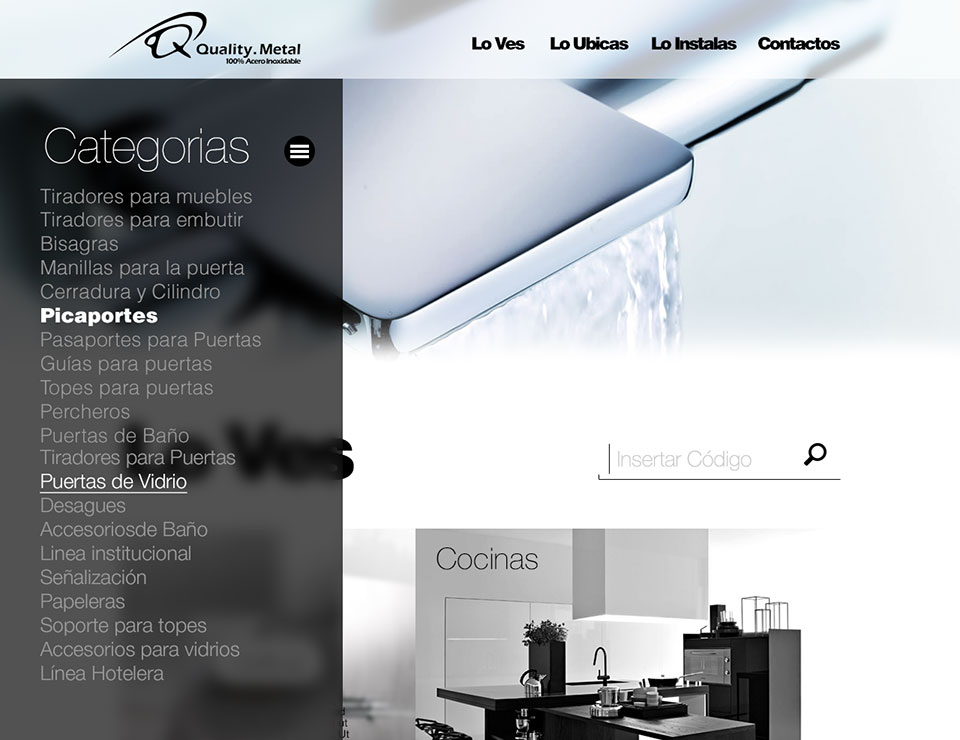 Quality.Metal
100% Acero Inoxidable
Lo Ves
Lo Ubicas
Lo Instalas
Contactos
Categorias
Tiradores para muebles
Tiradores para embutir
Bisagras
Manillas para la puerta
Cerradura y Cilindro
Picaportes
Pasaportes para Puertas
Guías para puertas
Topes para puertas
Percheros
Puertas de Baño
Tiradores para Puertas
Puertas de Vidrio
Desagues
Accesoriosde Baño
Linea institucional
Señalización
Papeleras
Soporte para topes
Accesorios para vidrios
Línea Hotelera
Lo Ves
Insertar Código
Cocinas